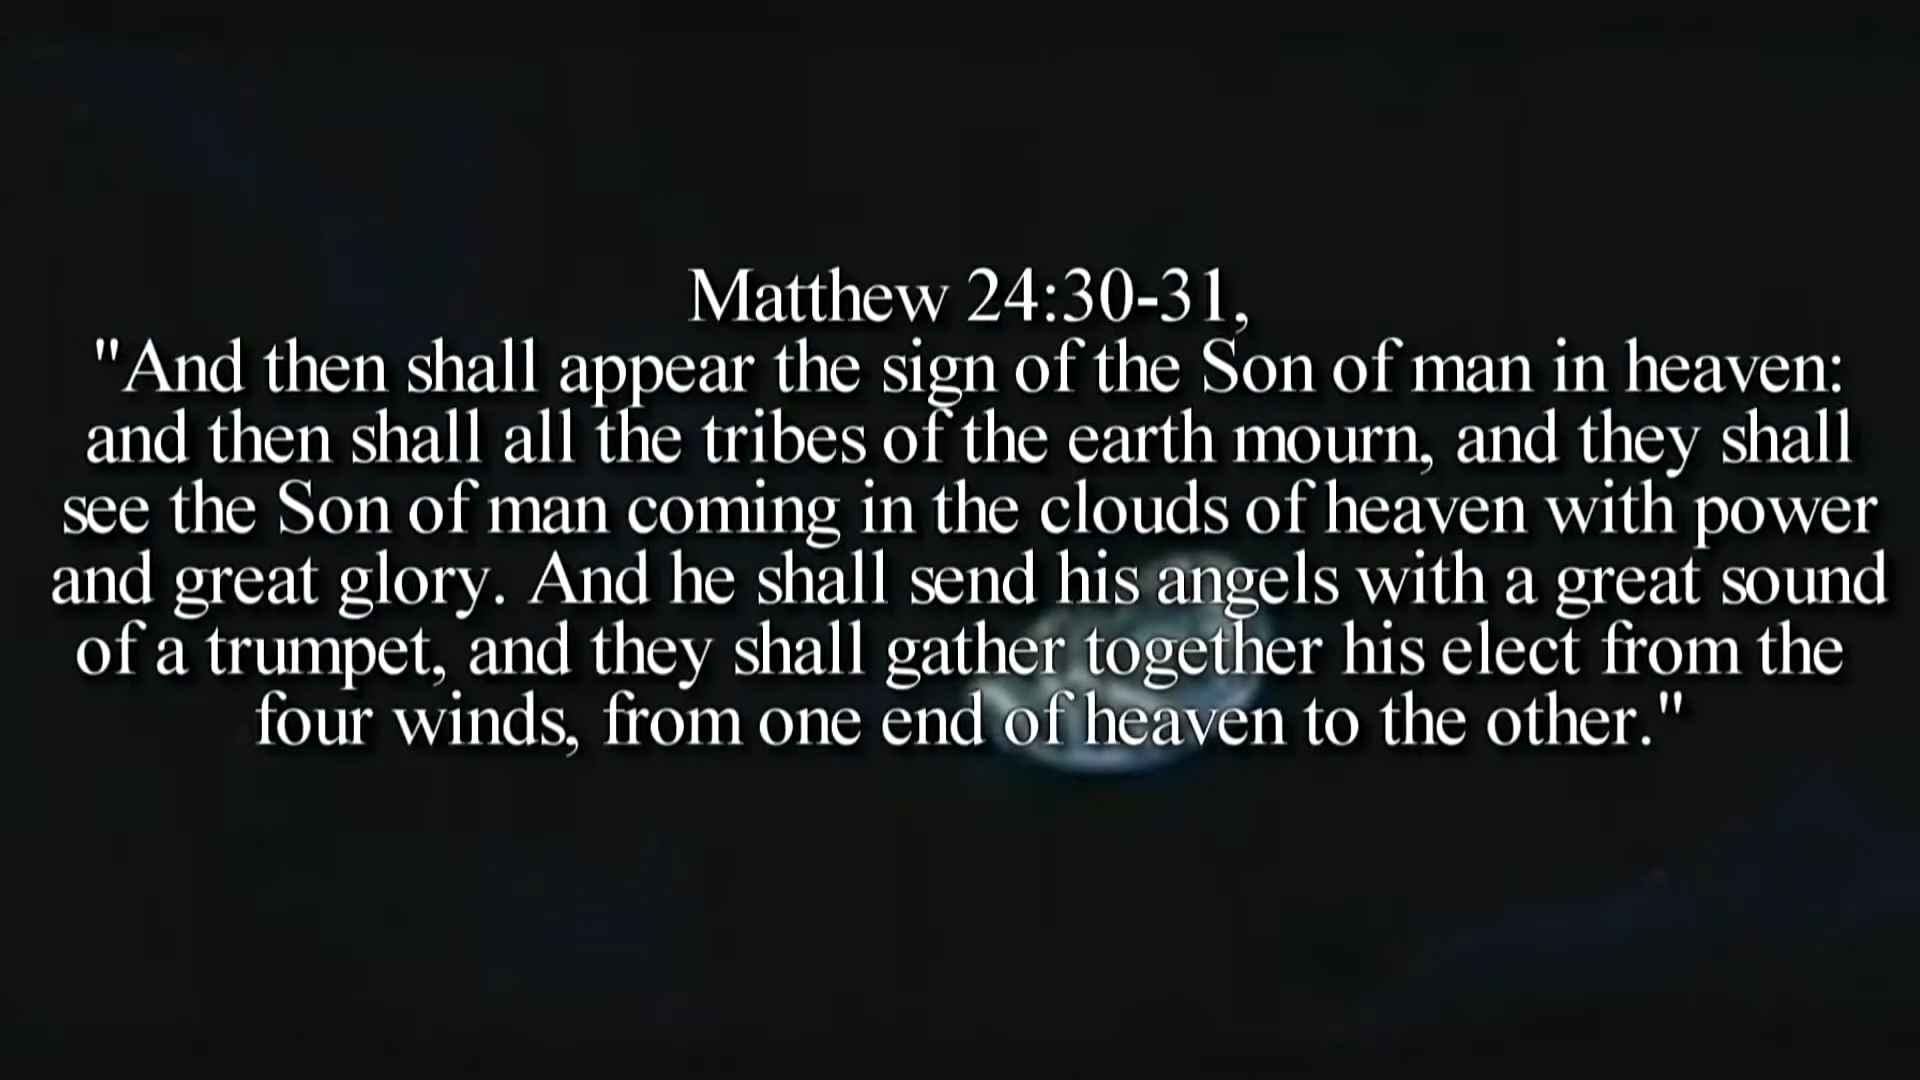 Matthew 24:30-31,
"And then shall appear the sign of the Son of man in heaven:
and then shall all the tribes of the earth mourn, and they shall
see the Son of man coming in the clouds of heaven with power
and great glory. And he shall send his angels with a great sound
of a trumpet, and they shall gather together his elect from the
four winds, from one end of heaven to the other."